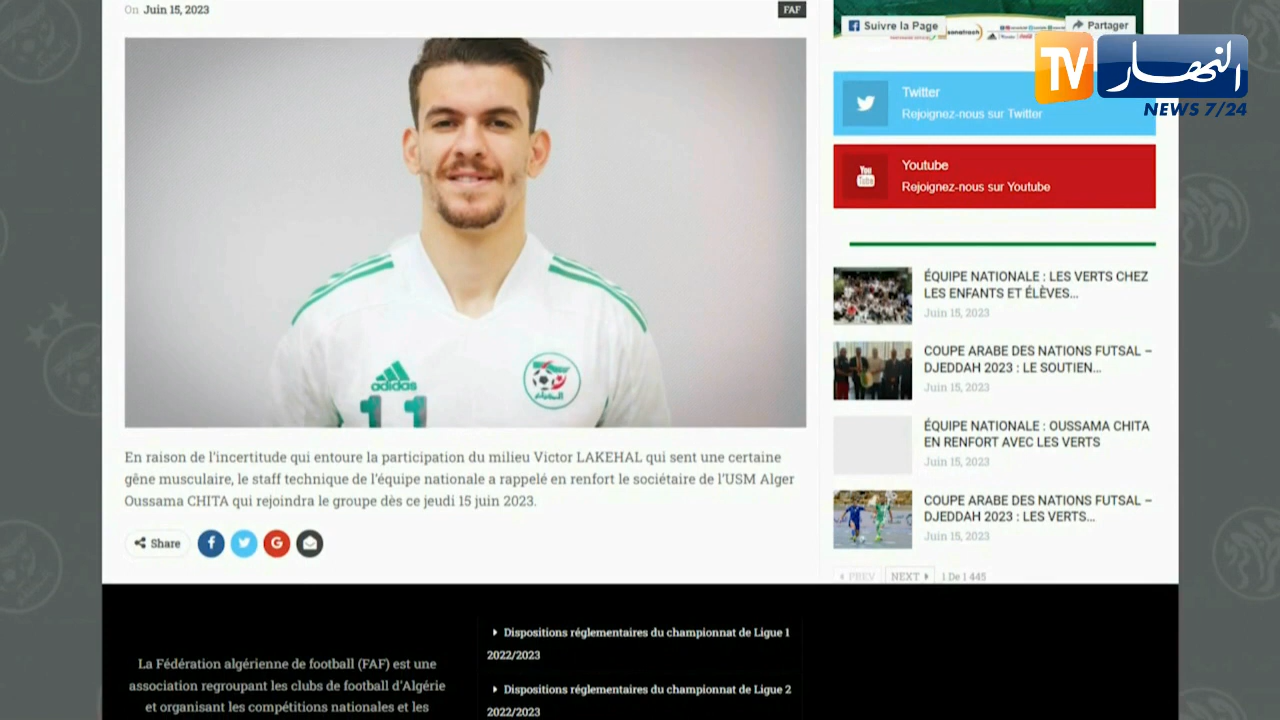 On Juin 15, 2023
FAF
adidas
11
En raison de l'incertitude qui entoure la participation du milieu Victor LAKEHAL qui sent une certaine
gêne musculaire, le staff technique de l'équipe nationale a rappelé en renfort le sociétaire de l'USM Alger
Oussama CHITA qui rejoindra le groupe dès ce jeudi 15 juin 2023.
Share
Suivre la Page
sonatrach
Partager
TV النهار
NEWS 7/24
Twitter
Rejoignez-nous sur Twitter
You
Tube
Youtube
Rejoignez-nous sur Youtube
ÉQUIPE NATIONALE : LES VERTS CHEZ
LES ENFANTS ET ÉLÈVES...
Juin 15, 2023
COUPE ARABE DES NATIONS FUTSAL –
DJEDDAH 2023 : LE SOUTIEN...
Juin 15, 2023
ÉQUIPE NATIONALE : OUSSAMA CHITA
EN RENFORT AVEC LES VERTS
Juin 15, 2023
COUPE ARABE DES NATIONS FUTSAL –
DJEDDAH 2023 : LES VERTS...
Juin 15, 2023
PREV NEXT 1 De 1 445
La Fédération algérienne de football (FAF) est une
association regroupant les clubs de football d'Algérie
et organisant les compétitions nationales et les
Dispositions réglementaires du championnat de Ligue 1
2022/2023
Dispositions réglementaires du championnat de Ligue 2
2022/2023